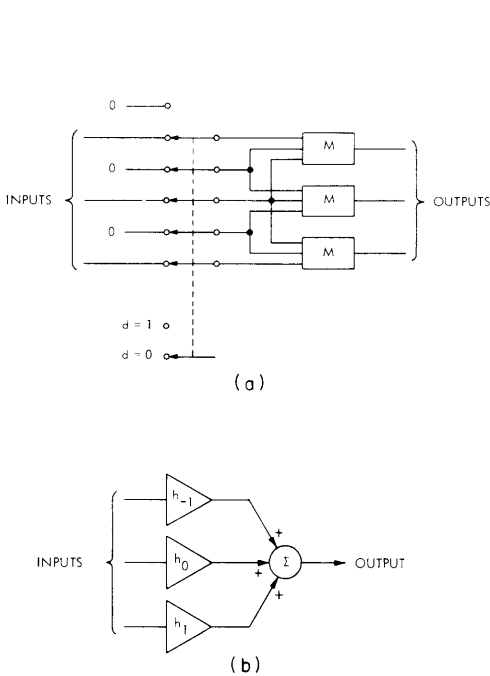 0
M
0
INPUTS
M
OUTPUTS
0
M
d = 1
d = 0
(a)
h-1
+
INPUTS
h0
+
Σ
OUTPUT
+
h1
(b)